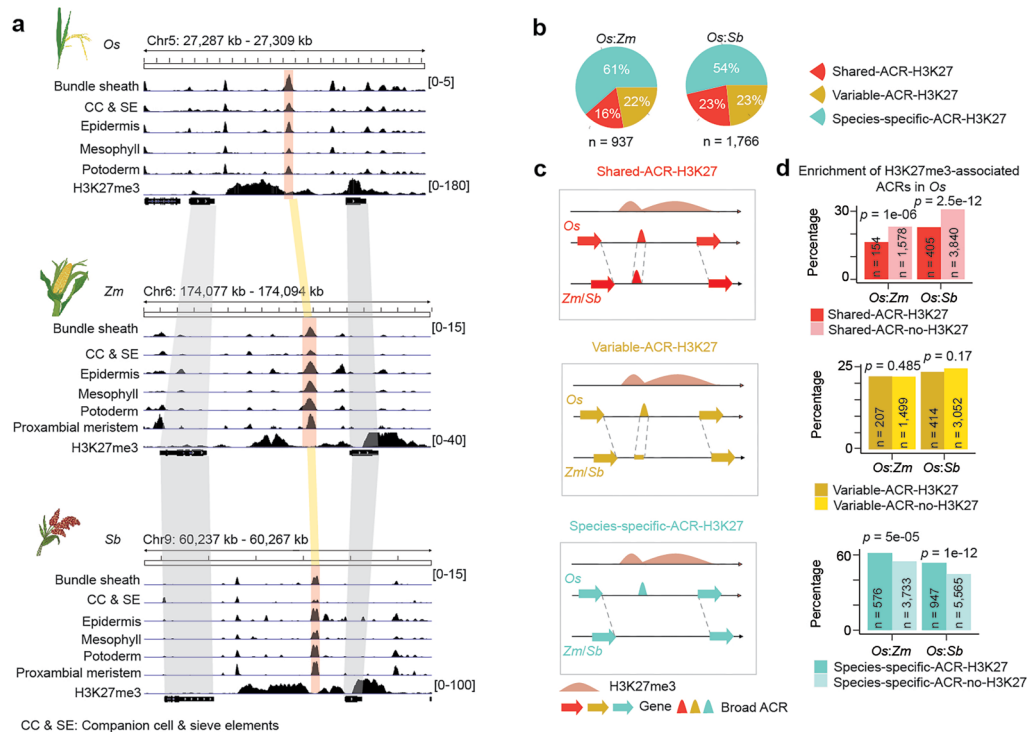 a
Os
Chr5: 27,287 kb - 27,309 kb
Bundle sheath
[0-5]
CC & SE
Epidermis
Mesophyll
Potoderm
H3K27me3
[0-180]
Zm
Chr6: 174,077 kb - 174,094 kb
Bundle sheath
[0-15]
CC & SE
Epidermis
Mesophyll
Potoderm
Proxambial meristem
H3K27me3
[0-40]
Sb
Chr9: 60,237 kb - 60,267 kb
Bundle sheath
[0-15]
CC & SE
Epidermis
Mesophyll
Potoderm
Proxambial meristem
H3K27me3
[0-100]
CC & SE: Companion cell & sieve elements
b
Os:Zm
61%
16%
22%
n = 937
Os:Sb
54%
23%
23%
n = 1,766
Shared-ACR-H3K27
Variable-ACR-H3K27
Species-specific-ACR-H3K27
c
Shared-ACR-H3K27
Os
Zm/Sb
Variable-ACR-H3K27
Os
Zm/Sb
Species-specific-ACR-H3K27
Os
Zm/Sb
H3K27me3
Gene
Broad ACR
d
Enrichment of H3K27me3-associated
ACRs in Os
p = 2.5e-12
p = 1e-06
30
0
Percentage
n = 154
n = 1,578
n = 405
n = 3,840
Os:Zm
Os:Sb
Shared-ACR-H3K27
Shared-ACR-no-H3K27
p = 0.485
p = 0.17
25
0
Percentage
n = 207
n = 1,499
n = 414
n = 3,052
Os:Zm
Os:Sb
Variable-ACR-H3K27
Variable-ACR-no-H3K27
p = 5e-05
p = 1e-12
60
0
Percentage
n = 576
n = 3,733
n = 947
n = 5,565
Os:Zm
Os:Sb
Species-specific-ACR-H3K27
Species-specific-ACR-no-H3K27